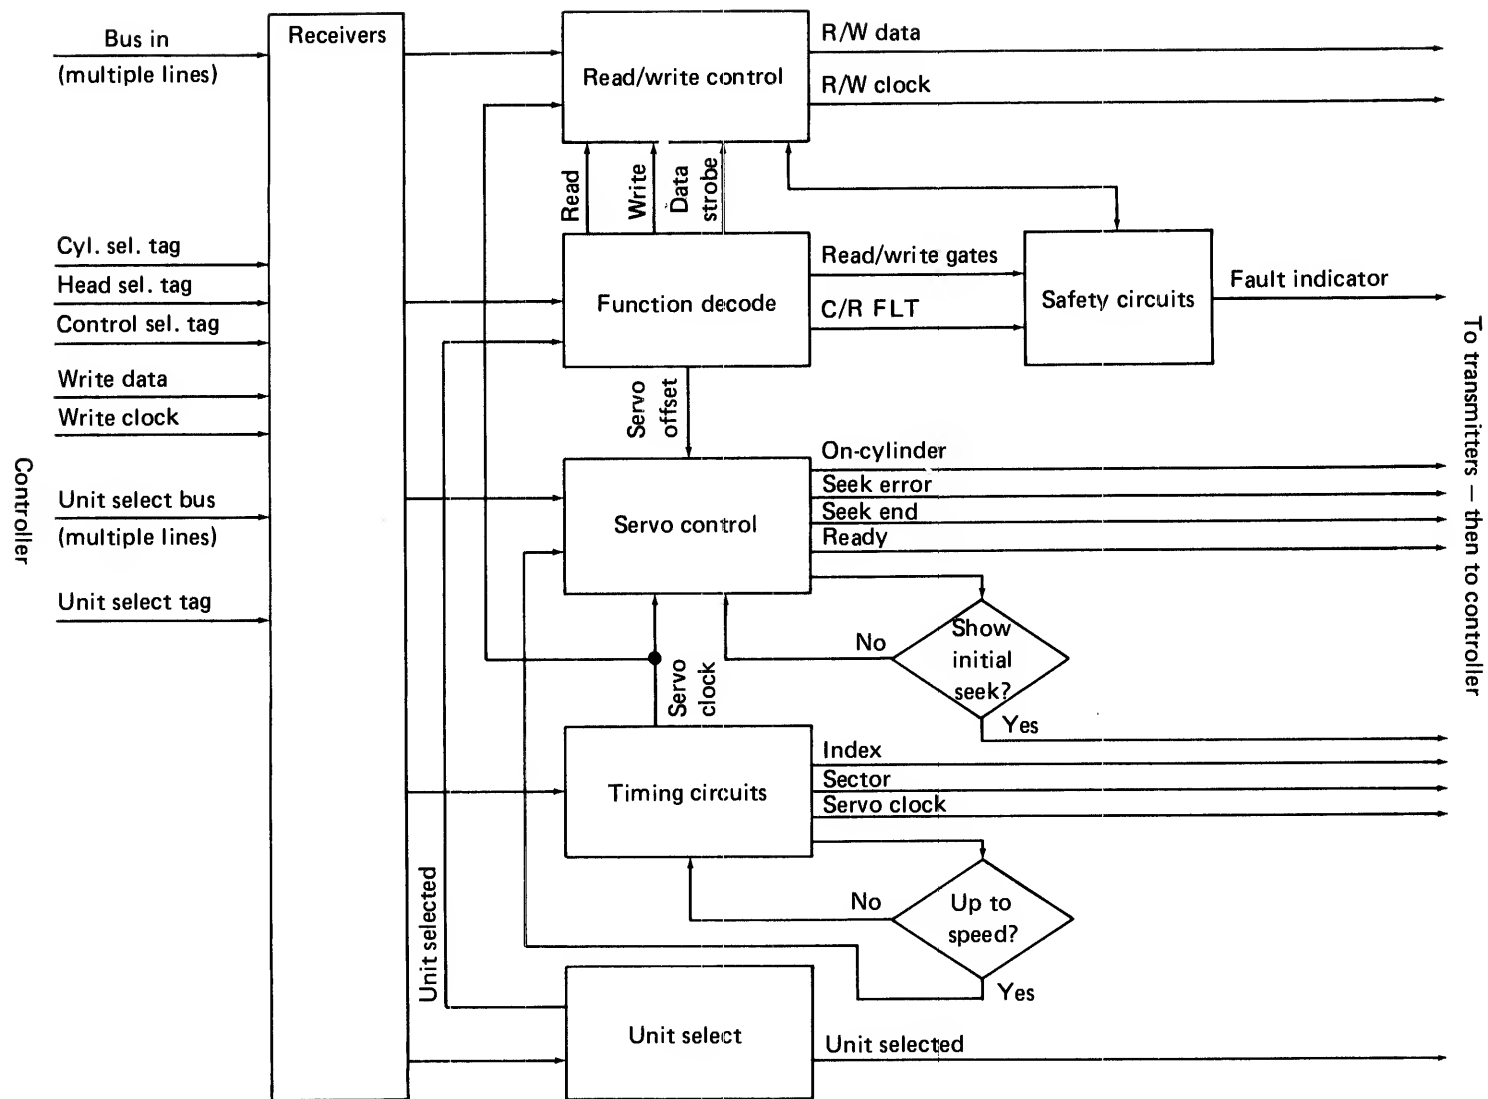 Bus in
(multiple lines)
Receivers
Read/write control
R/W data
R/W clock
Read
Write
Data
strobe
Cyl. sel. tag
Head sel. tag
Control sel. tag
Write data
Write clock
Function decode
Read/write gates
C/R FLT
Safety circuits
Fault indicator
Servo
offset
Controller
Unit select bus
(multiple lines)
Unit select tag
Servo control
On-cylinder
Seek error
Seek end
Ready
To transmitters — then to controller
No
Show
initial
seek?
Yes
Servo
clock
Timing circuits
Index
Sector
Servo clock
No
Up to
speed?
Yes
Unit selected
Unit select
Unit selected